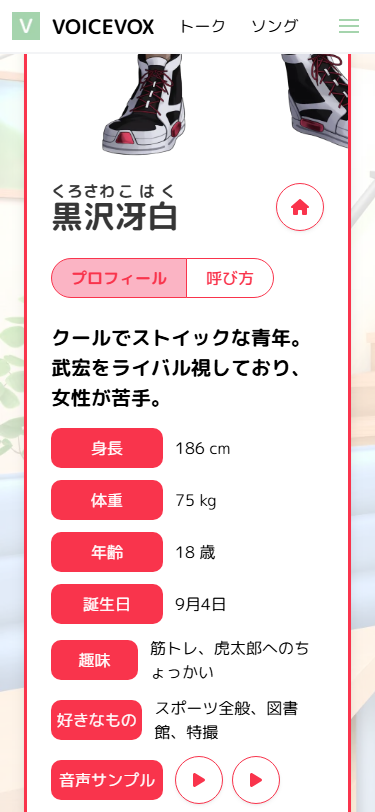 V VOICEVOX トーク ソング
くろさわ こ は く
黒沢冴白
プロフィール 呼び方
クールでストイックな青年。
武宏をライバル視しており、
女性が苦手。
身長 186 cm
体重 75 kg
年齢 18 歳
誕生日 9月4日
趣味 筋トレ、虎太郎へのち
ょっかい
好きなもの スポーツ全般、図書
館、特撮
音声サンプル